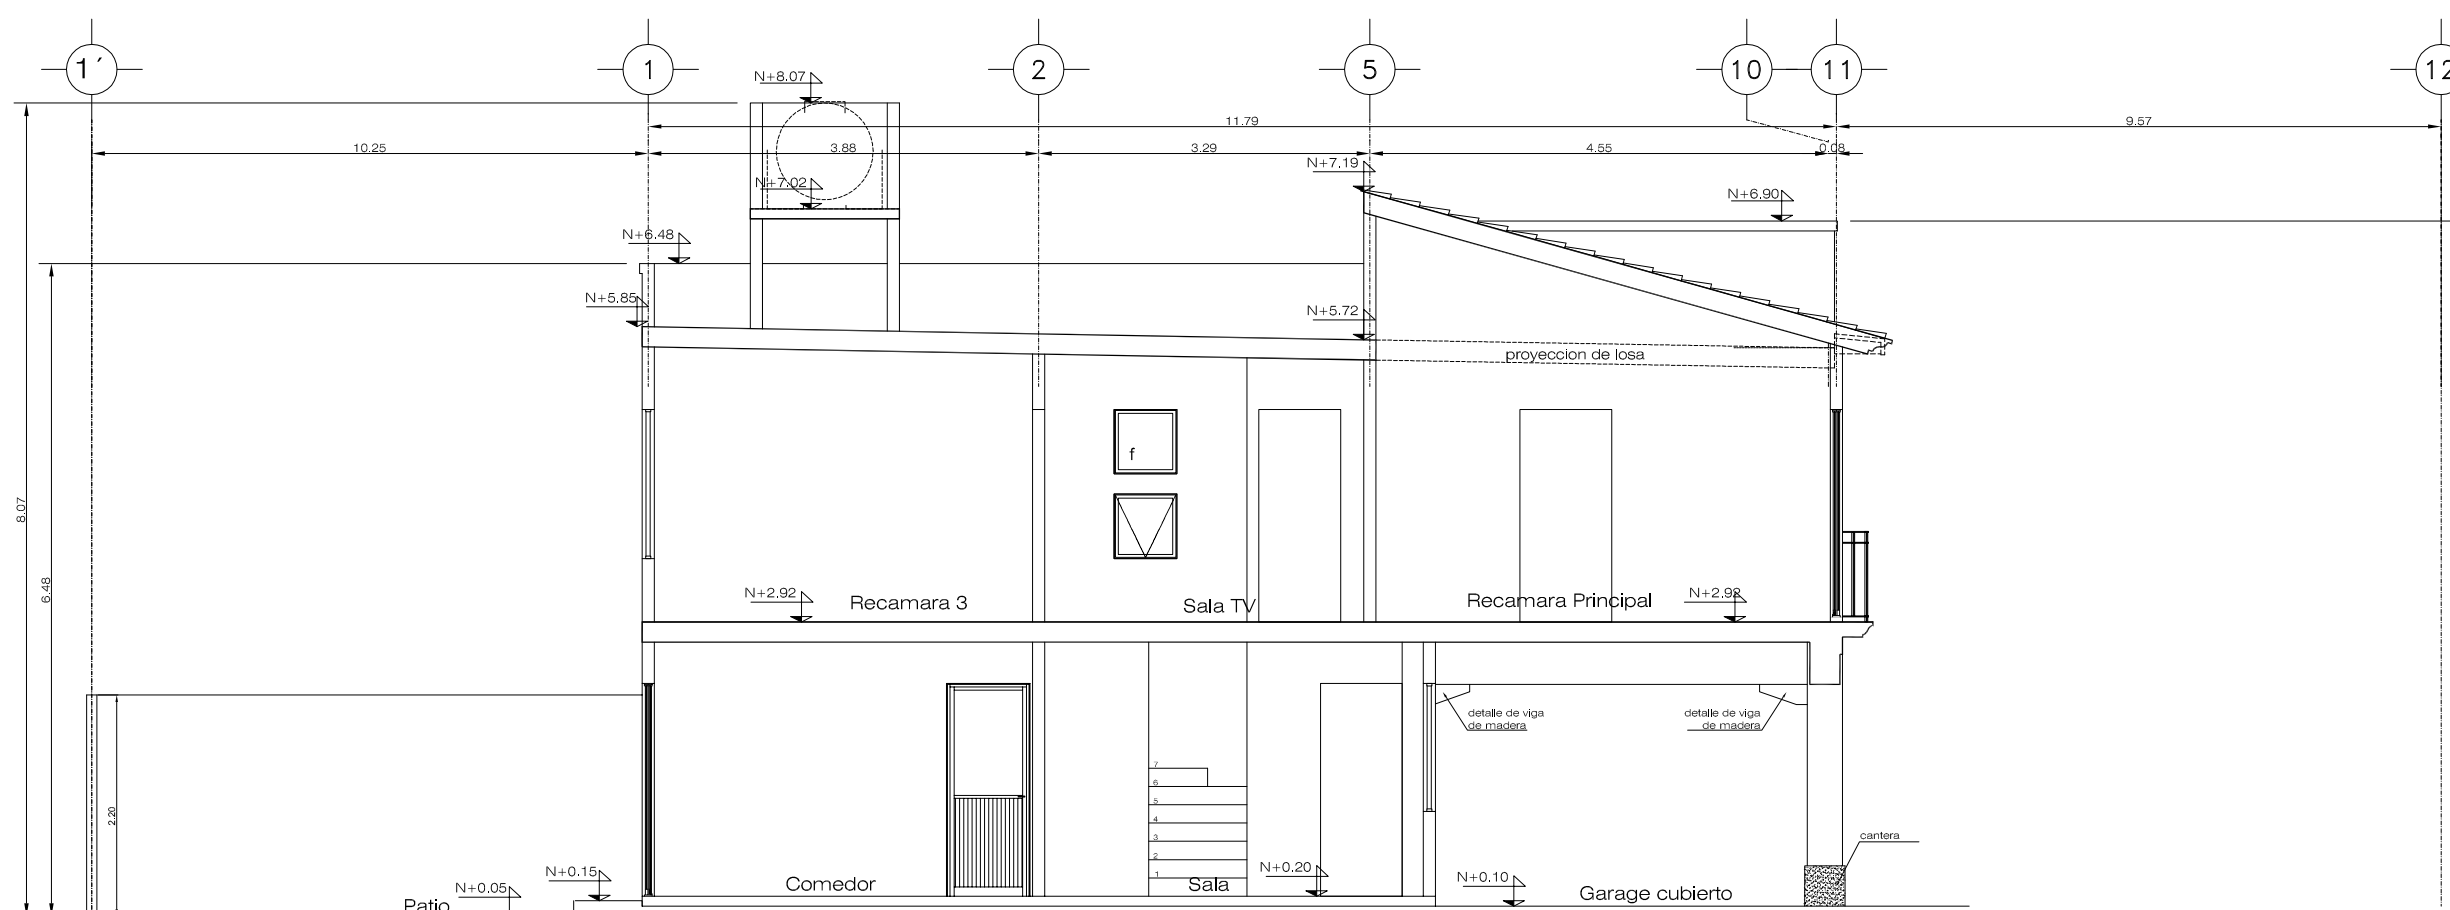 1´
1
2
5
10
11
12
N+8.07
11.79
9.57
10.25
3.88
3.29
4.55
0.08
N+7.19
N+7.02
N+6.90
N+6.48
N+5.85
N+5.72
proyeccion de losa
f
8.07
6.48
N+2.92
Recamara 3
Sala TV
Recamara Principal
N+2.92
detalle de viga
de madera
detalle de viga
de madera
7
6
5
4
3
2
1
2.20
cantera
N+0.15
N+0.05
Patio
Comedor
Sala
N+0.20
N+0.10
Garage cubierto